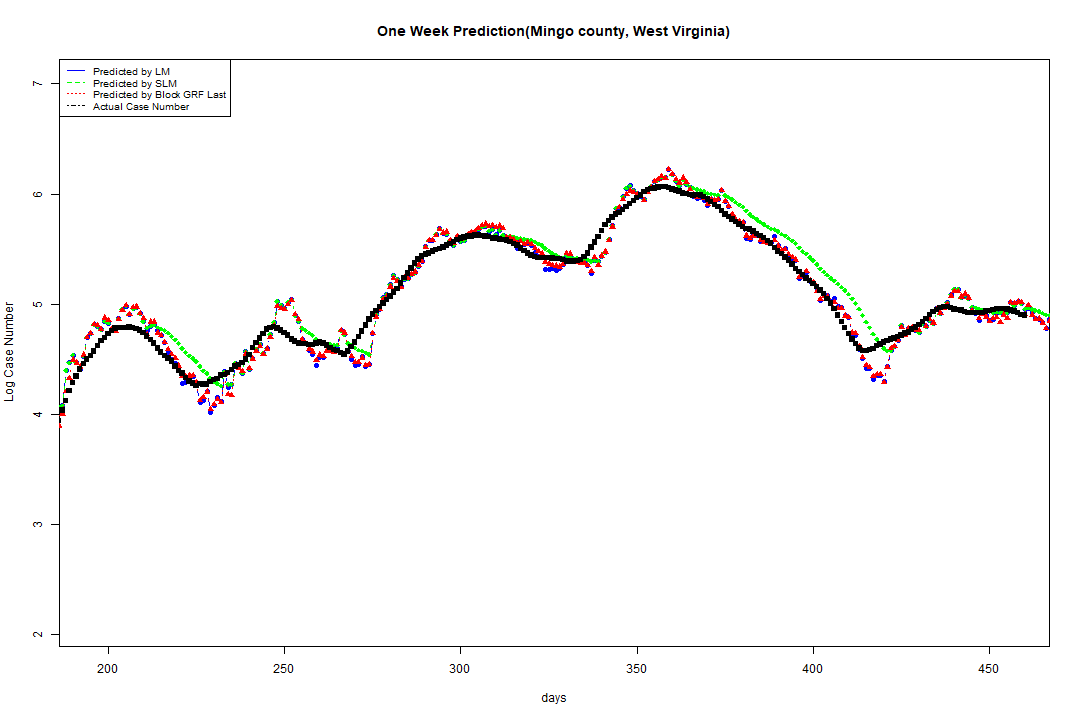 One Week Prediction(Mingo county, West Virginia)
Predicted by LM
Predicted by SLM
Predicted by Block GRF Last
Actual Case Number
7
6
5
4
3
2
Log Case Number
200 250 300 350 400 450
days